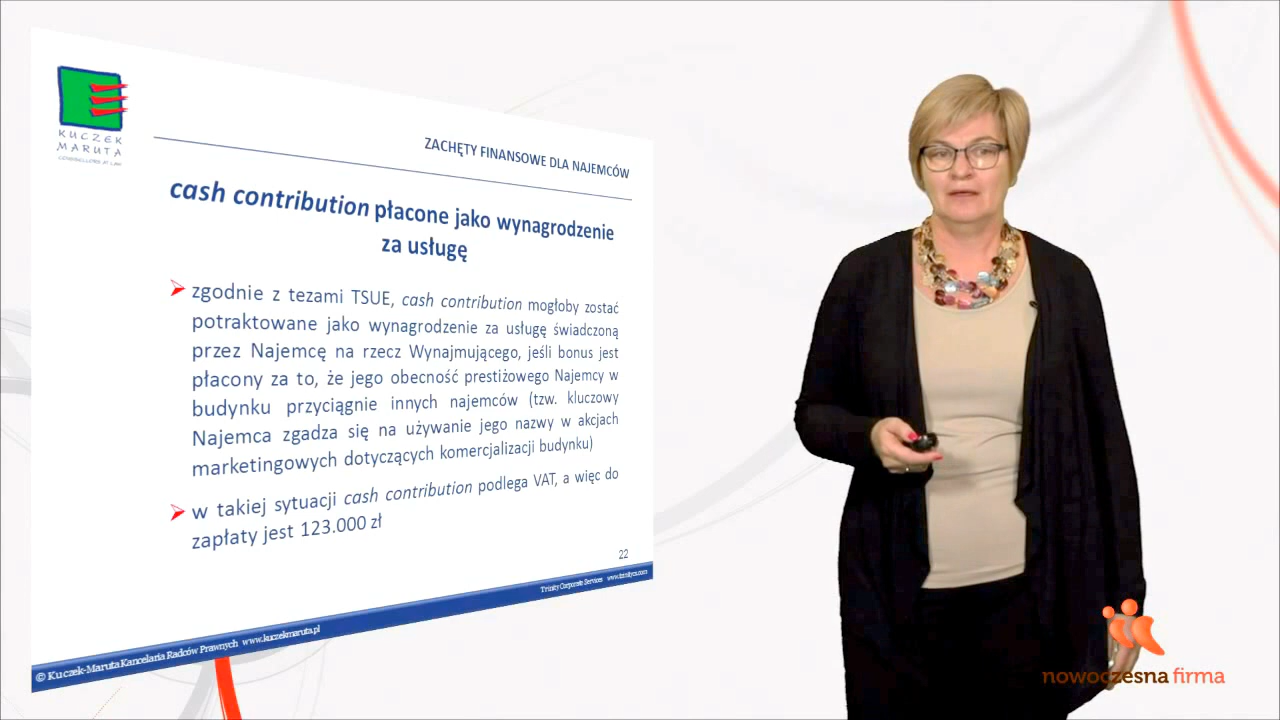 KUCZEK
MARUTA
COUNSELLORS AT LAW
ZACHĘTY FINANSOWE DLA NAJEMCÓW
cash contribution płacone jako wynagrodzenie
za usługę
zgodnie z tezami TSUE, cash contribution mogłoby zostać
potraktowane jako wynagrodzenie za usługę świadczoną
przez Najemcę na rzecz Wynajmującego, jeśli bonus jest
płacony za to, że jego obecność prestiżowego Najemcy w
budynku przyciągnie innych najemców (tzw. kluczowy
Najemca zgadza się na używanie jego nazwy w akcjach
marketingowych dotyczących komercjalizacji budynku)
w takiej sytuacji cash contribution podlega VAT, a więc do
zapłaty jest 123.000 zł
22
Trinity Corporate Services
© Kuczek-Maruta Kancelaria Radców Prawnych www.kuczekmaruta.pl
nowoczesna firma